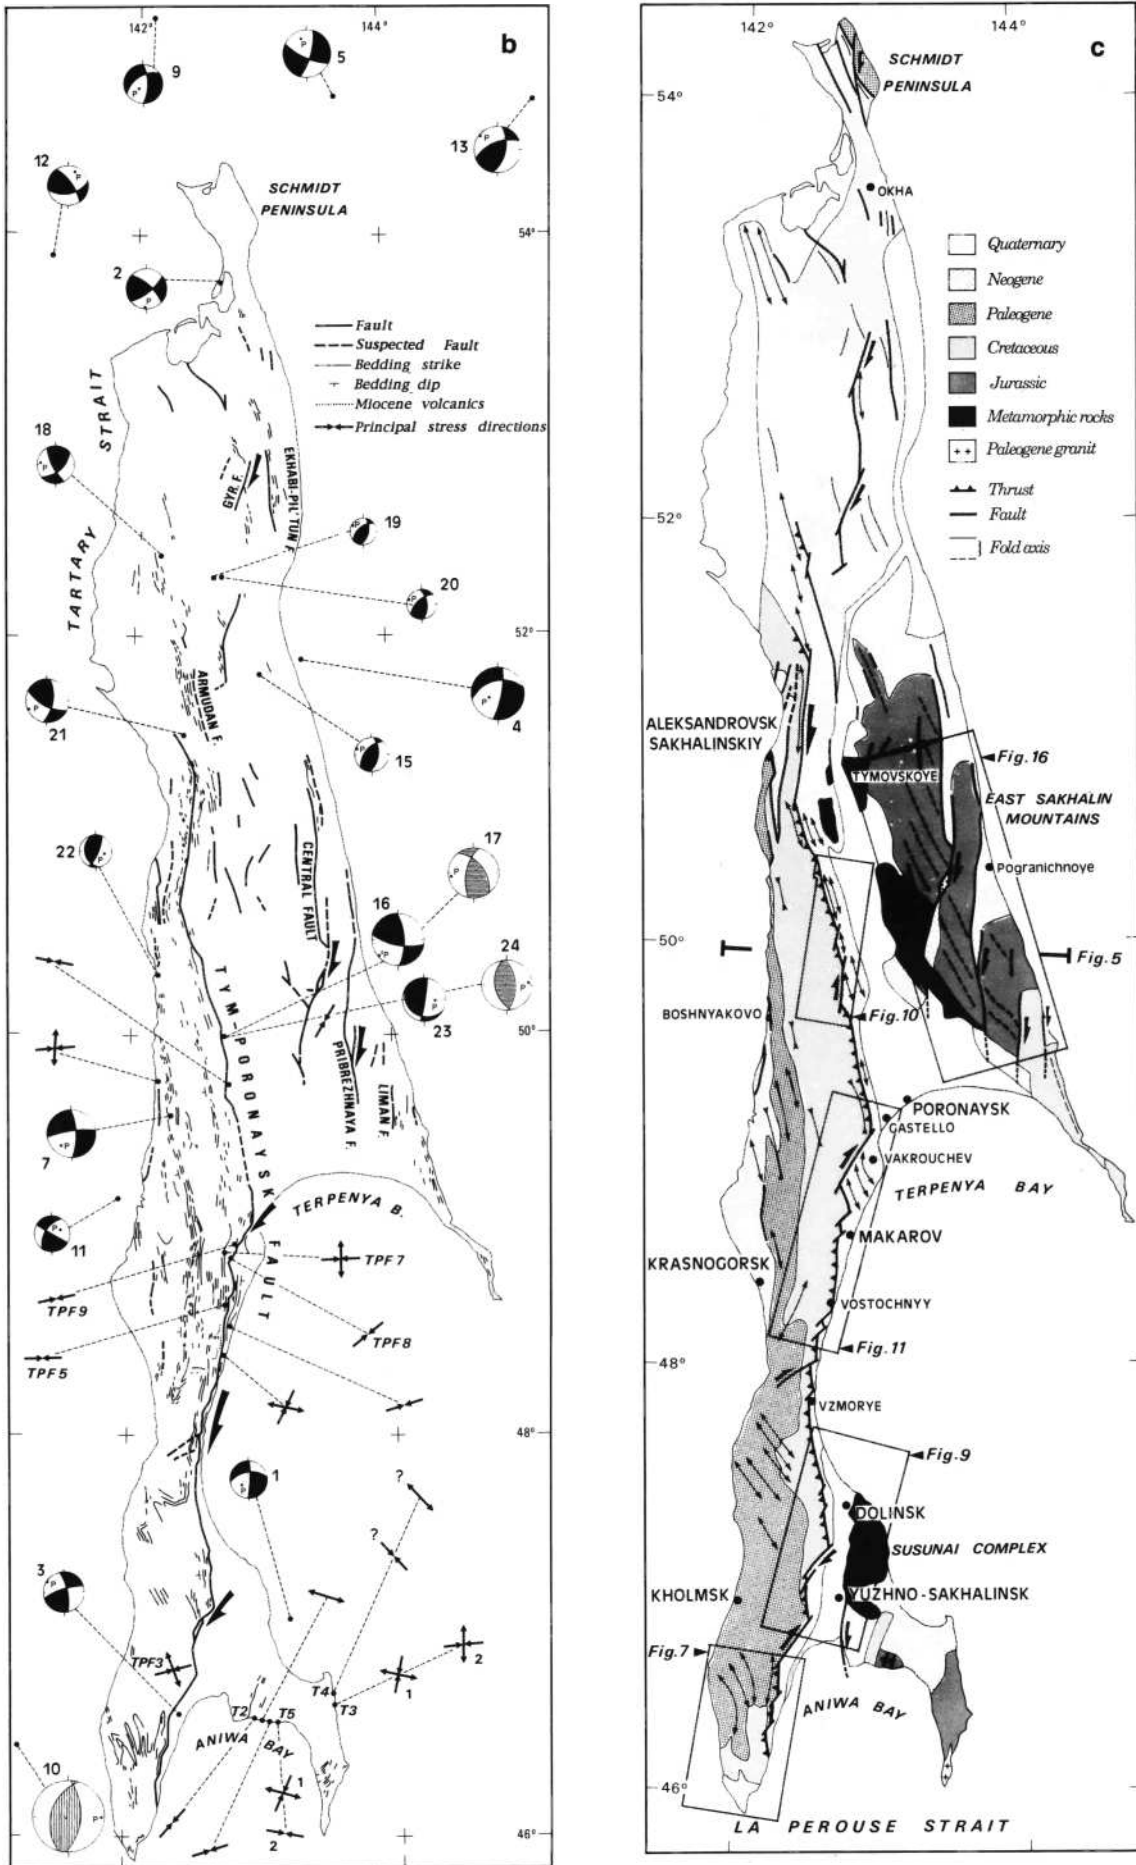 142°
144°
b
9
5
13
12
SCHMIDT
PENINSULA
54°
2
Fault
Suspected Fault
Bedding strike
Bedding dip
Miocene volcanics
Principal stress directions
TARTARY STRAIT
18
GYR. F.
EKHABI-PIL'TUN F.
19
20
52°
ARMUDAN F.
21
4
15
22
CENTRAL FAULT
17
16
24
23
TYM-PORONAYSK FAULT
50°
PRIBREZHNAYA F.
LIMAN F.
7
11
TERPENYA B.
TPF7
TPF9
TPF8
TPF5
48°
1
?
?
3
TPF3
2
1
T4
T3
T2
T5
ANIWA
BAY
10
1
2
46°
142°
144°
c
SCHMIDT
PENINSULA
54°
OKHA
Quaternary
Neogene
Paleogene
Cretaceous
Jurassic
Metamorphic rocks
Paleogene granit
Thrust
Fault
Fold axis
52°
ALEKSANDROVSK
SAKHALINSKIY
TYMOVSKOYE
Fig.16
EAST SAKHALIN
MOUNTAINS
Pogranichnoye
50°
Fig.5
BOSHNYAKOVO
Fig.10
PORONAYSK
GASTELLO
VAKROUCHEV
TERPENYA BAY
MAKAROV
KRASNOGORSK
VOSTOCHNYY
48°
Fig.11
VZMORYE
Fig.9
DOLINSK
SUSUNAI COMPLEX
KHOLMSK
YUZHNO-SAKHALINSK
Fig.7
ANIWA BAY
46°
LA PEROUSE STRAIT